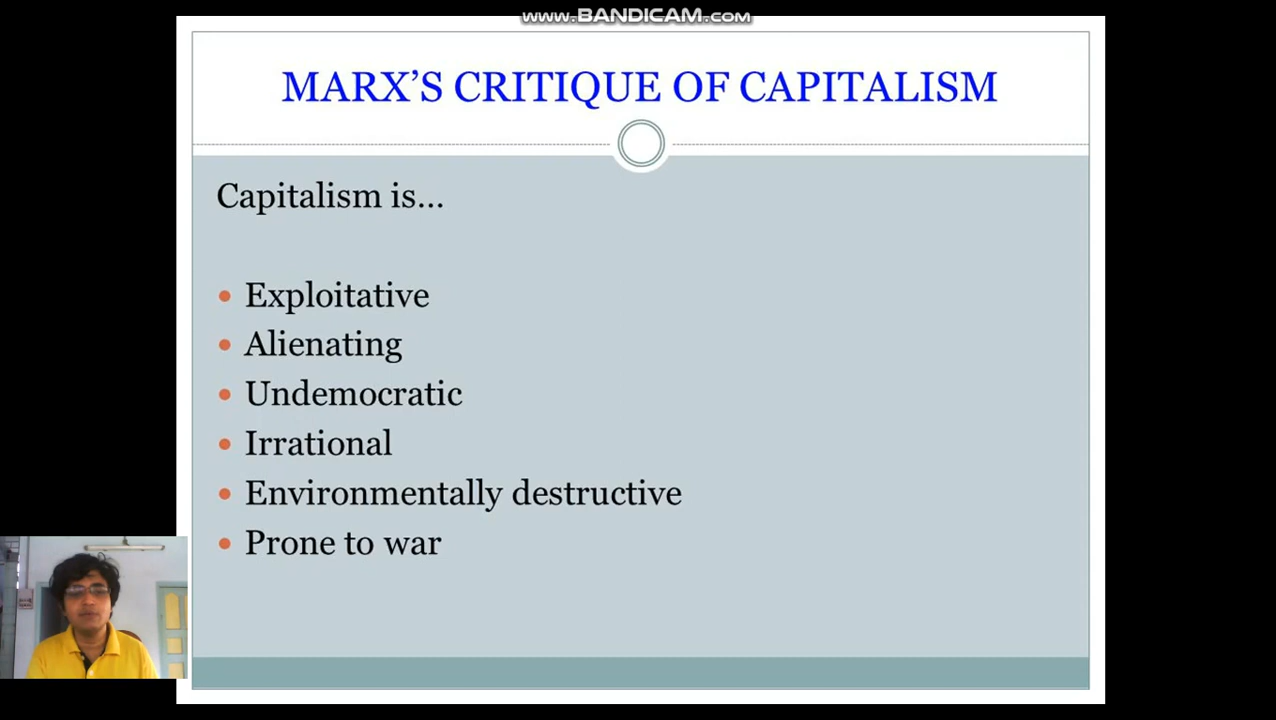 www.BANDICAM.com
MARX'S CRITIQUE OF CAPITALISM
Capitalism is...
• Exploitative
• Alienating
• Undemocratic
• Irrational
• Environmentally destructive
• Prone to war